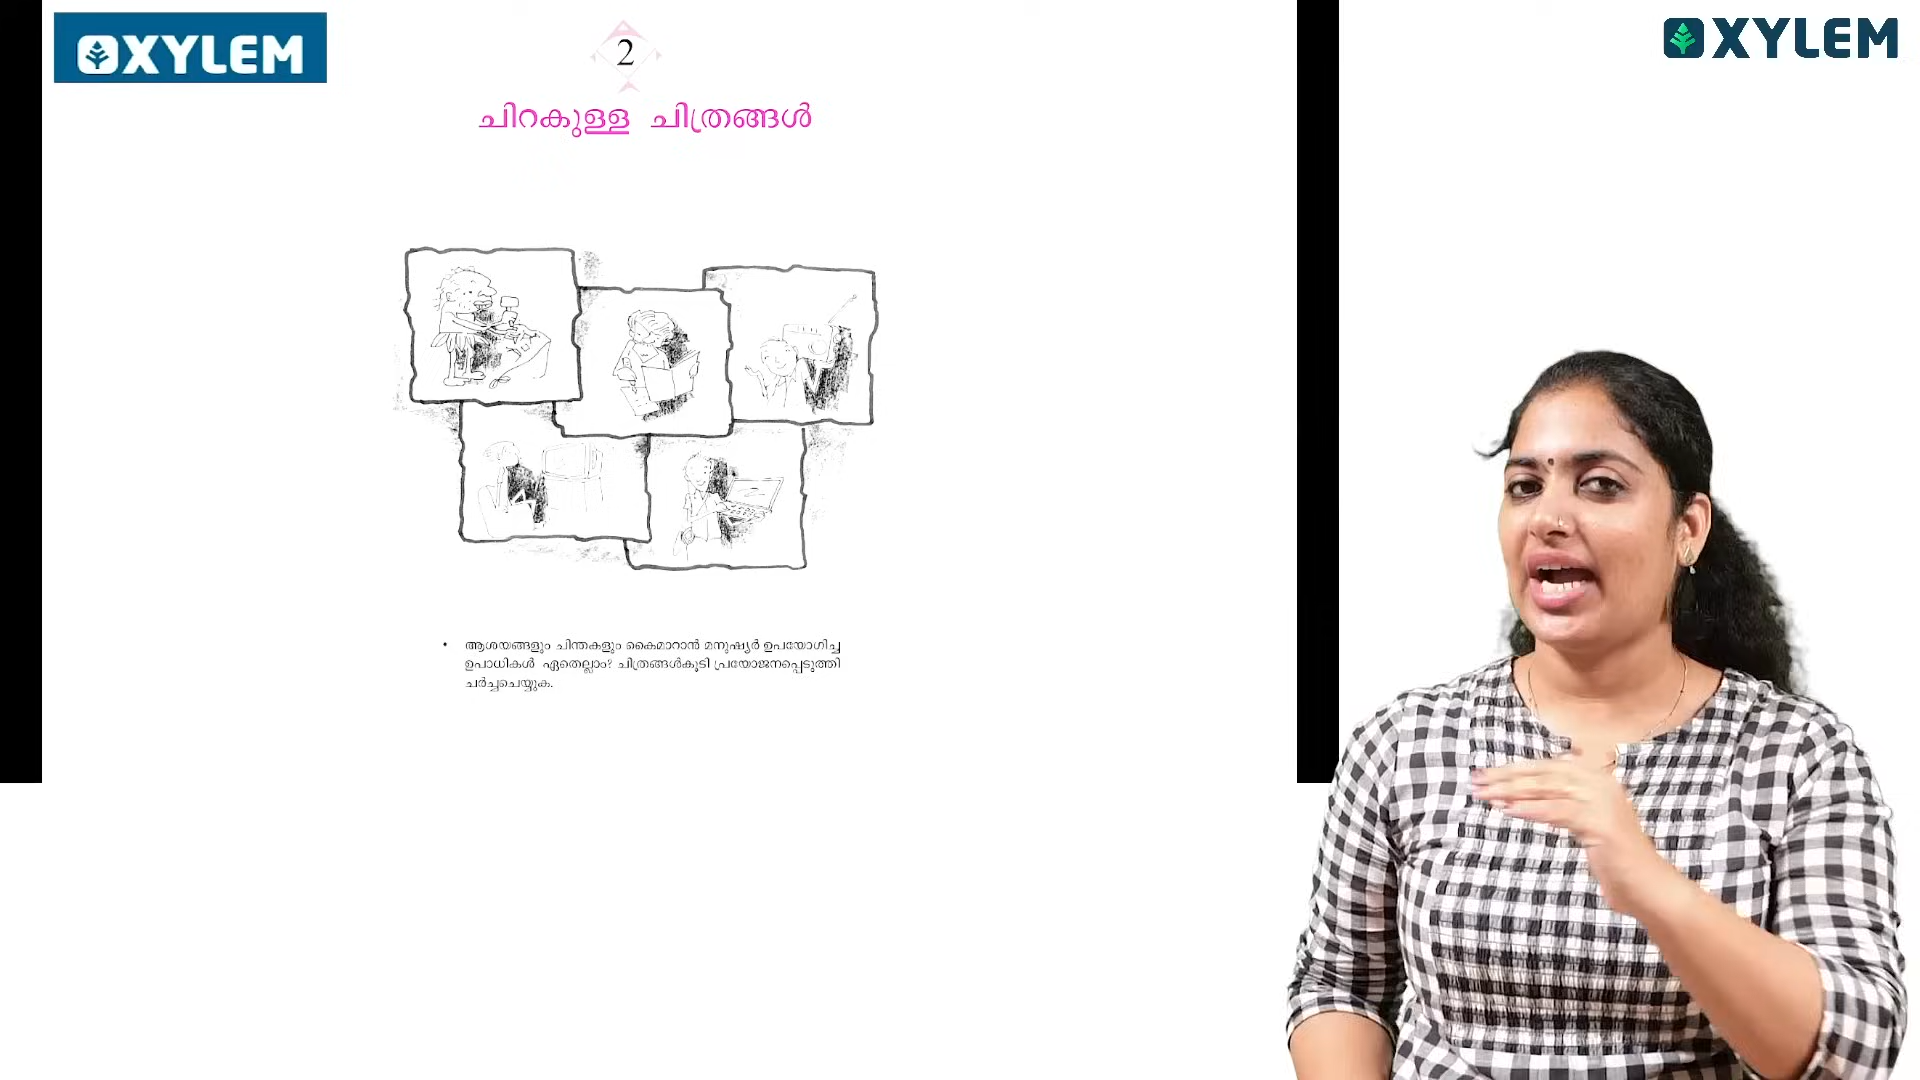 XYLEM
XYLEM
2
ചിറകുള്ള ചിത്രങ്ങൾ
• ആശയങ്ങളും ചിന്തകളും കൈമാറാൻ മനുഷ്യർ ഉപയോഗിച്ച
ഉപാധികൾ ഏതെല്ലാം? ചിത്രങ്ങൾകൂടി പ്രയോജനപ്പെടുത്തി
ചർച്ചചെയ്യുക.